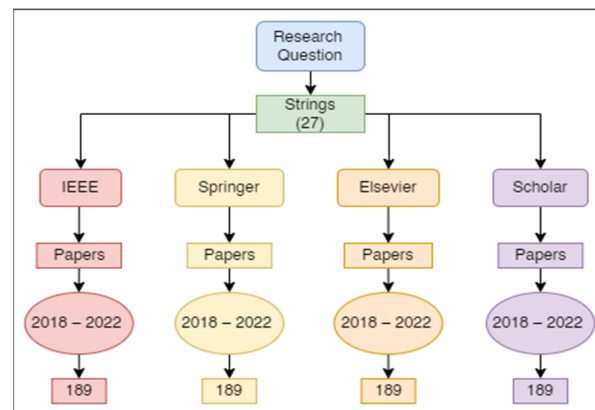 Research
Question
Strings
(27)
IEEE
Springer
Elsevier
Scholar
Papers
Papers
Papers
Papers
2018 – 2022
2018 – 2022
2018 – 2022
2018 – 2022
189
189
189
189